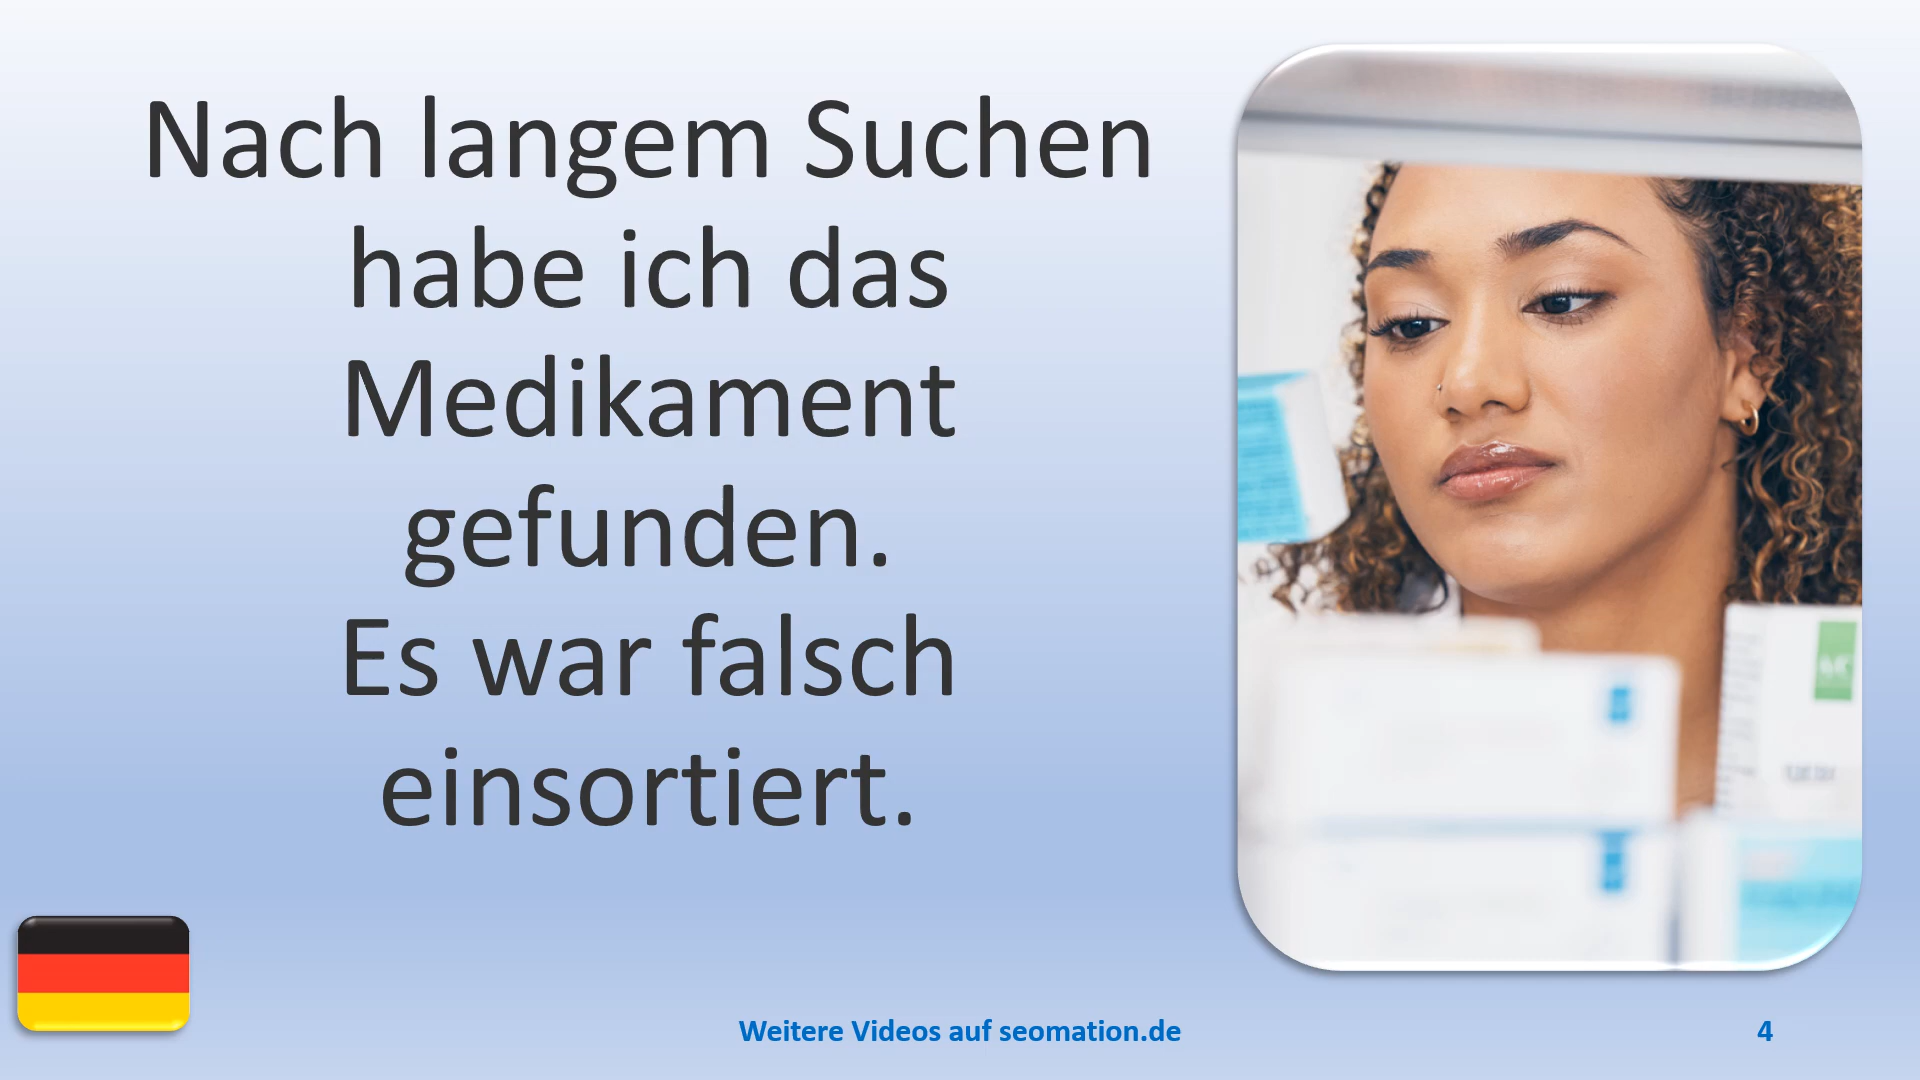 Nach langem Suchen
habe ich das
Medikament
gefunden.
Es war falsch
einsortiert.
Weitere Videos auf seomation.de
4